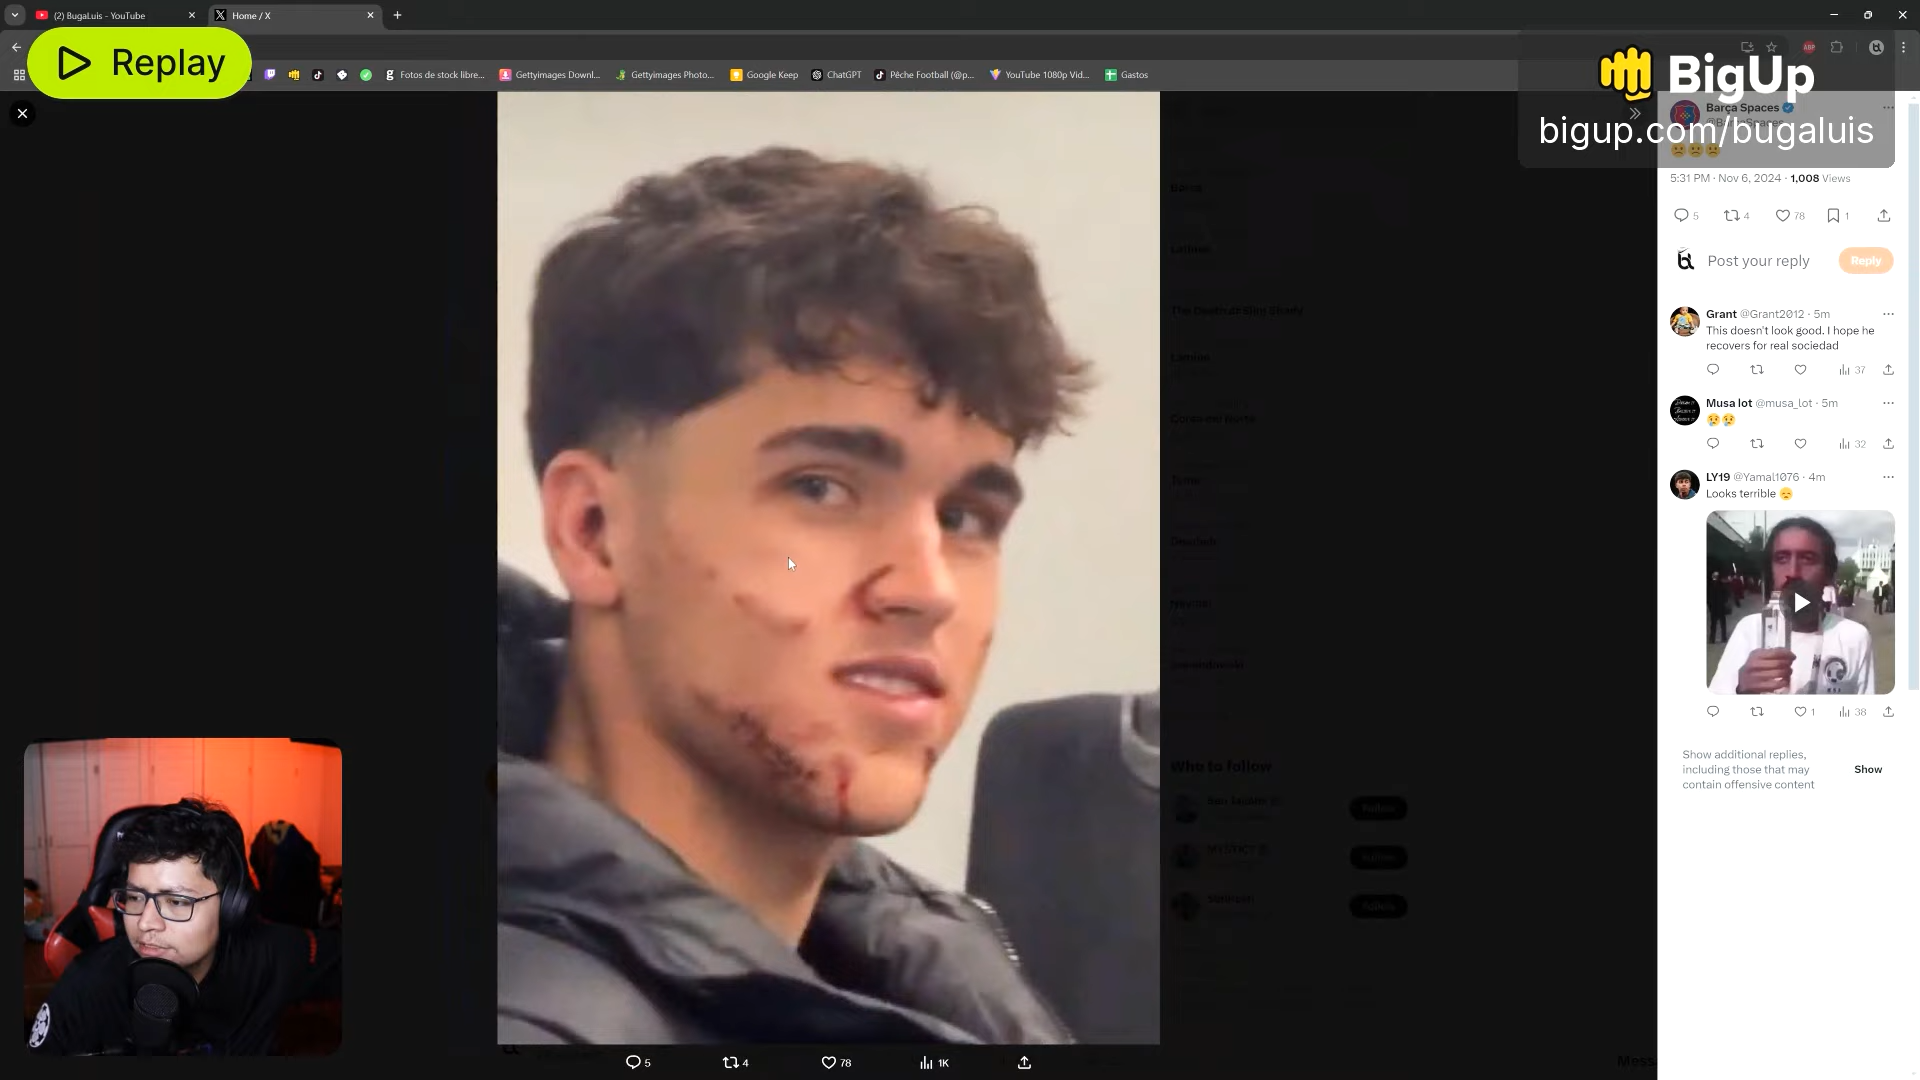 (2) BugaLuis - YouTube
Home / X
Replay
Fotos de stock libre...
Gettyimages Downl...
Gettyimages Photo...
Google Keep
ChatGPT
Pêche Football (@p...
YouTube 1080p Vid...
Gastos
BigUp
bigup.com/bugaluis
Barça Spaces
5:31 PM · Nov 6, 2024 · 1,008 Views
5
4
78
1
Post your reply
Reply
Grant @Grant2012 · 5m
This doesn't look good. I hope he
recovers for real sociedad
37
Musa lot @musa_lot · 5m
😢😢
32
LY19 @Yamal1076 · 4m
Looks terrible 😞
1
38
Show additional replies,
including those that may
contain offensive content
Show
Who to follow
5
4
78
1K